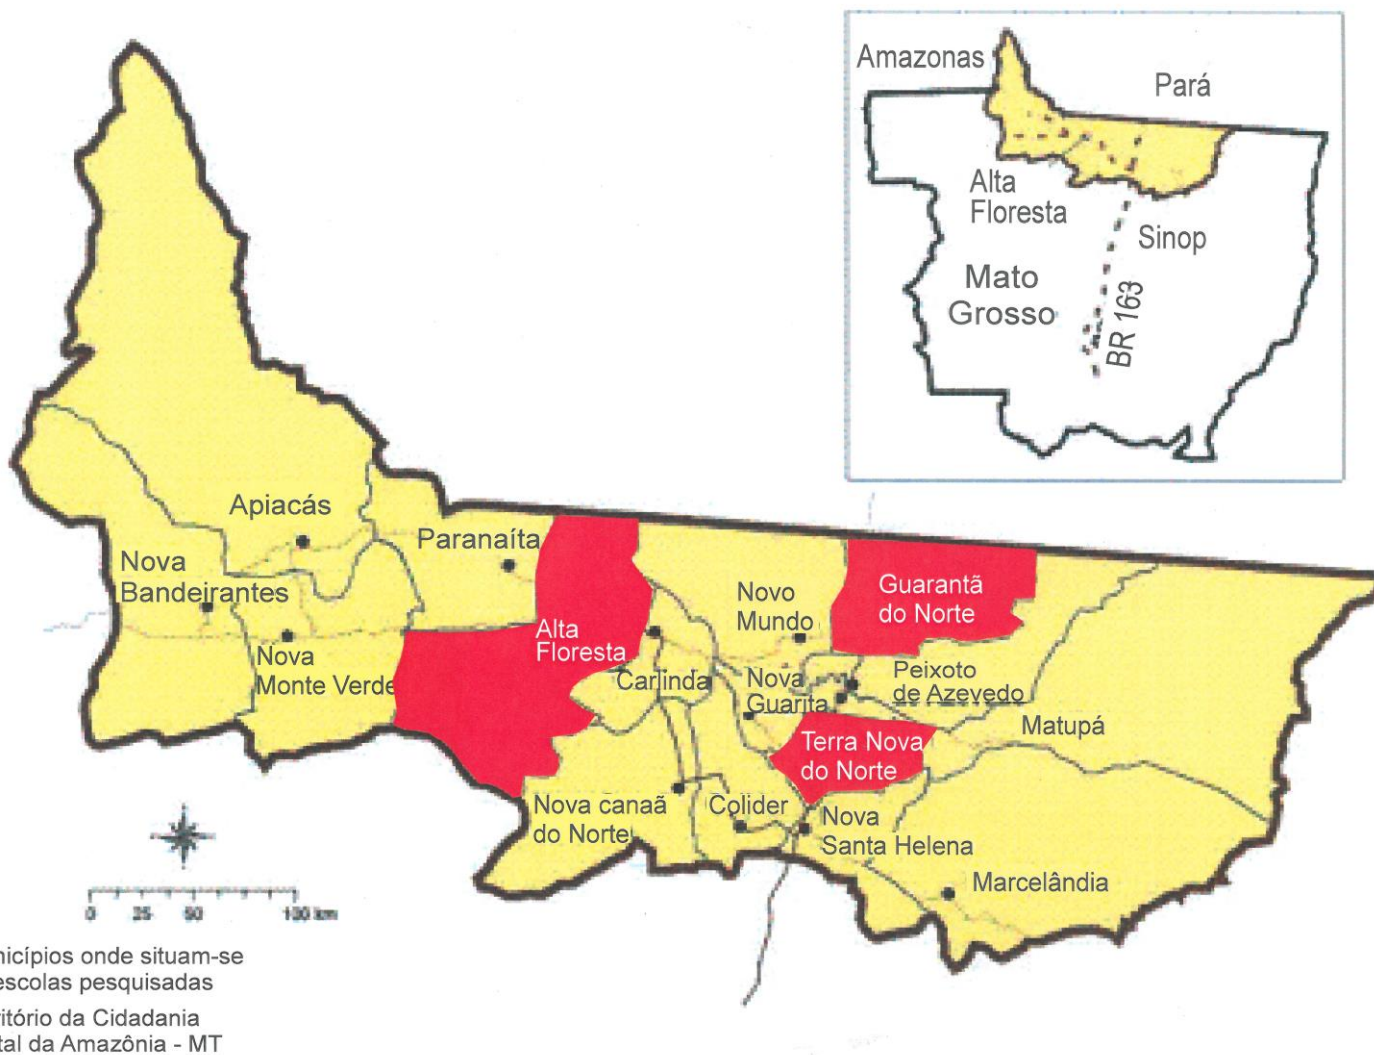 Amazonas
Pará
Alta
Floresta
Sinop
Mato
Grosso
BR 163
Apiacás
Paranaíta
Nova
Bandeirantes
Nova
Monte Verde
Alta
Floresta
Carlinda
Novo
Mundo
Guarantã
do Norte
Nova
Guarita
Peixoto
de Azevedo
Matupá
Terra Nova
do Norte
Nova canaã
do Norte
Colider
Nova
Santa Helena
Marcelândia
0 25 50 100 km
nicípios onde situam-se
escolas pesquisadas
itório da Cidadania
tal da Amazônia - MT